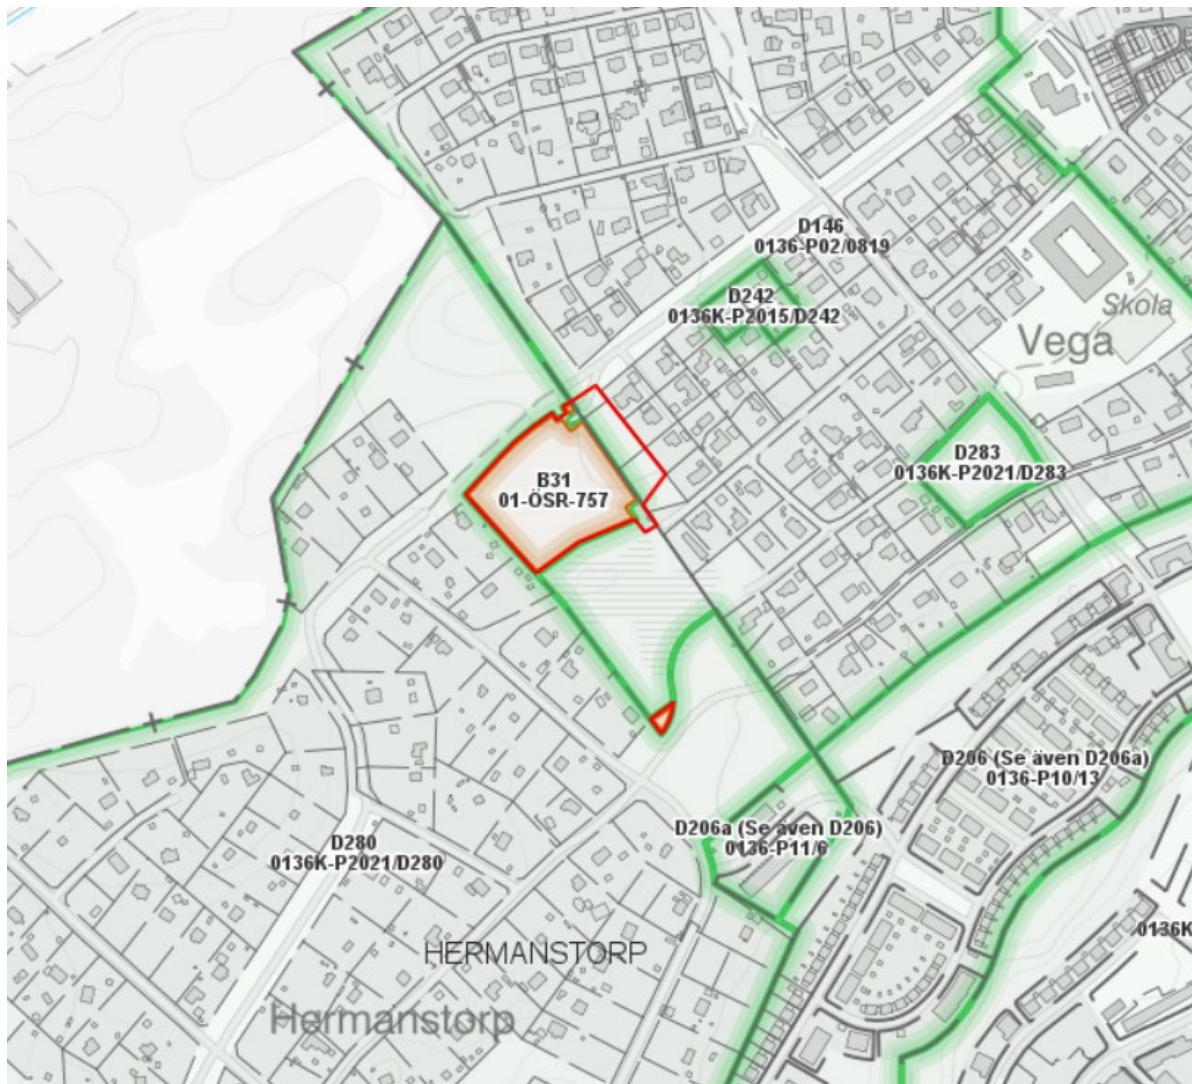 D146
0136-P02/0819
D242
0136K-P2015/D242
Skola
Vega
D283
0136K-P2021/D283
B31
01-ÖSR-757
D206 (Se även D206a)
0136-P10/13
D206a (Se även D206)
0136-P11/6
D280
0136K-P2021/D280
0136K
HERMANSTORP
Hermanstorp